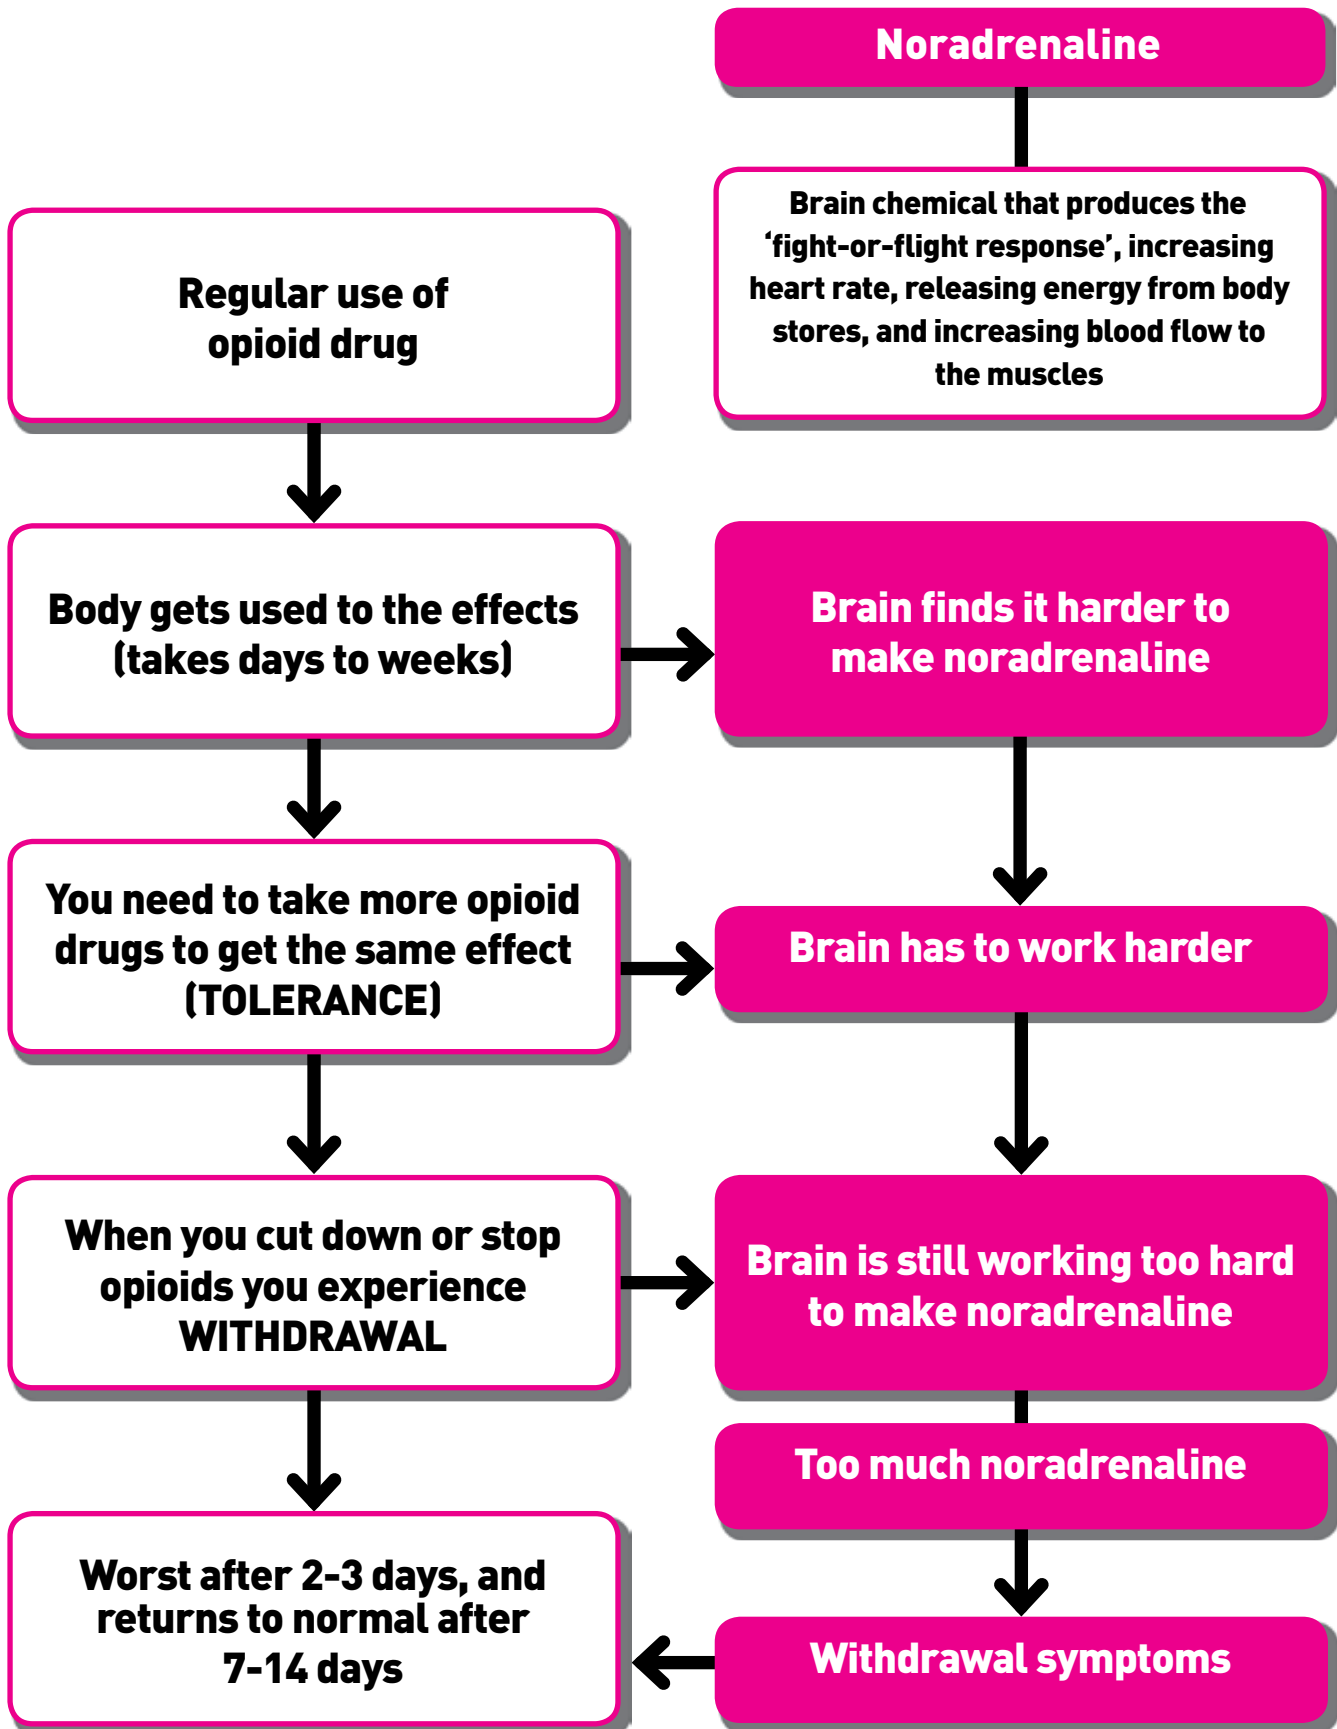 Noradrenaline
Brain chemical that produces the
‘fight-or-flight response’, increasing
heart rate, releasing energy from body
stores, and increasing blood flow to
the muscles
Regular use of
opioid drug
Body gets used to the effects
(takes days to weeks)
Brain finds it harder to
make noradrenaline
You need to take more opioid
drugs to get the same effect
(TOLERANCE)
Brain has to work harder
When you cut down or stop
opioids you experience
WITHDRAWAL
Brain is still working too hard
to make noradrenaline
Too much noradrenaline
Worst after 2-3 days, and
returns to normal after
7-14 days
Withdrawal symptoms